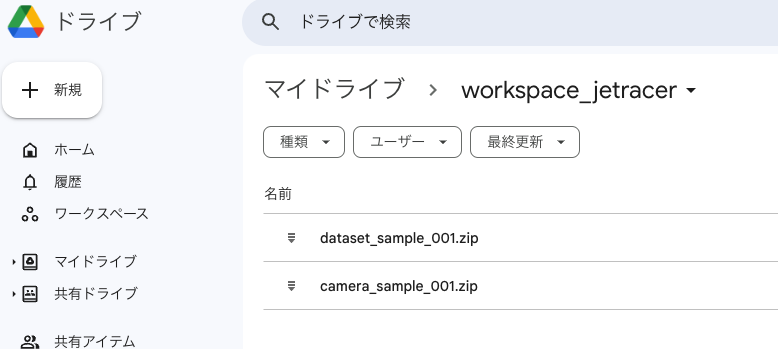 ドライブ
ドライブで検索
新規
マイドライブ > workspace_jetracer
種類
ユーザー
最終更新
ホーム
履歴
ワークスペース
マイドライブ
共有ドライブ
共有アイテム
名前
dataset_sample_001.zip
camera_sample_001.zip